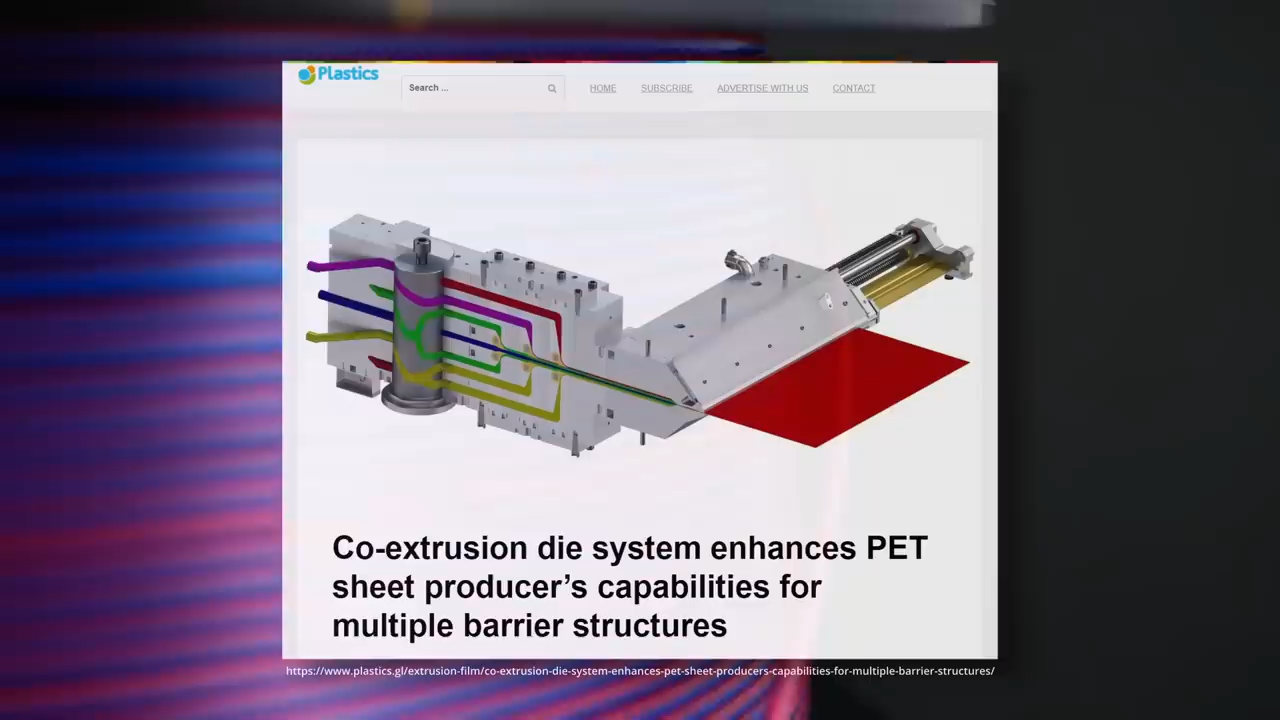 Plastics
Search ...
HOME
SUBSCRIBE
ADVERTISE WITH US
CONTACT
Co-extrusion die system enhances PET
sheet producer's capabilities for
multiple barrier structures
https://www.plastics.gl/extrusion-film/co-extrusion-die-system-enhances-pet-sheet-producers-capabilities-for-multiple-barrier-structures/